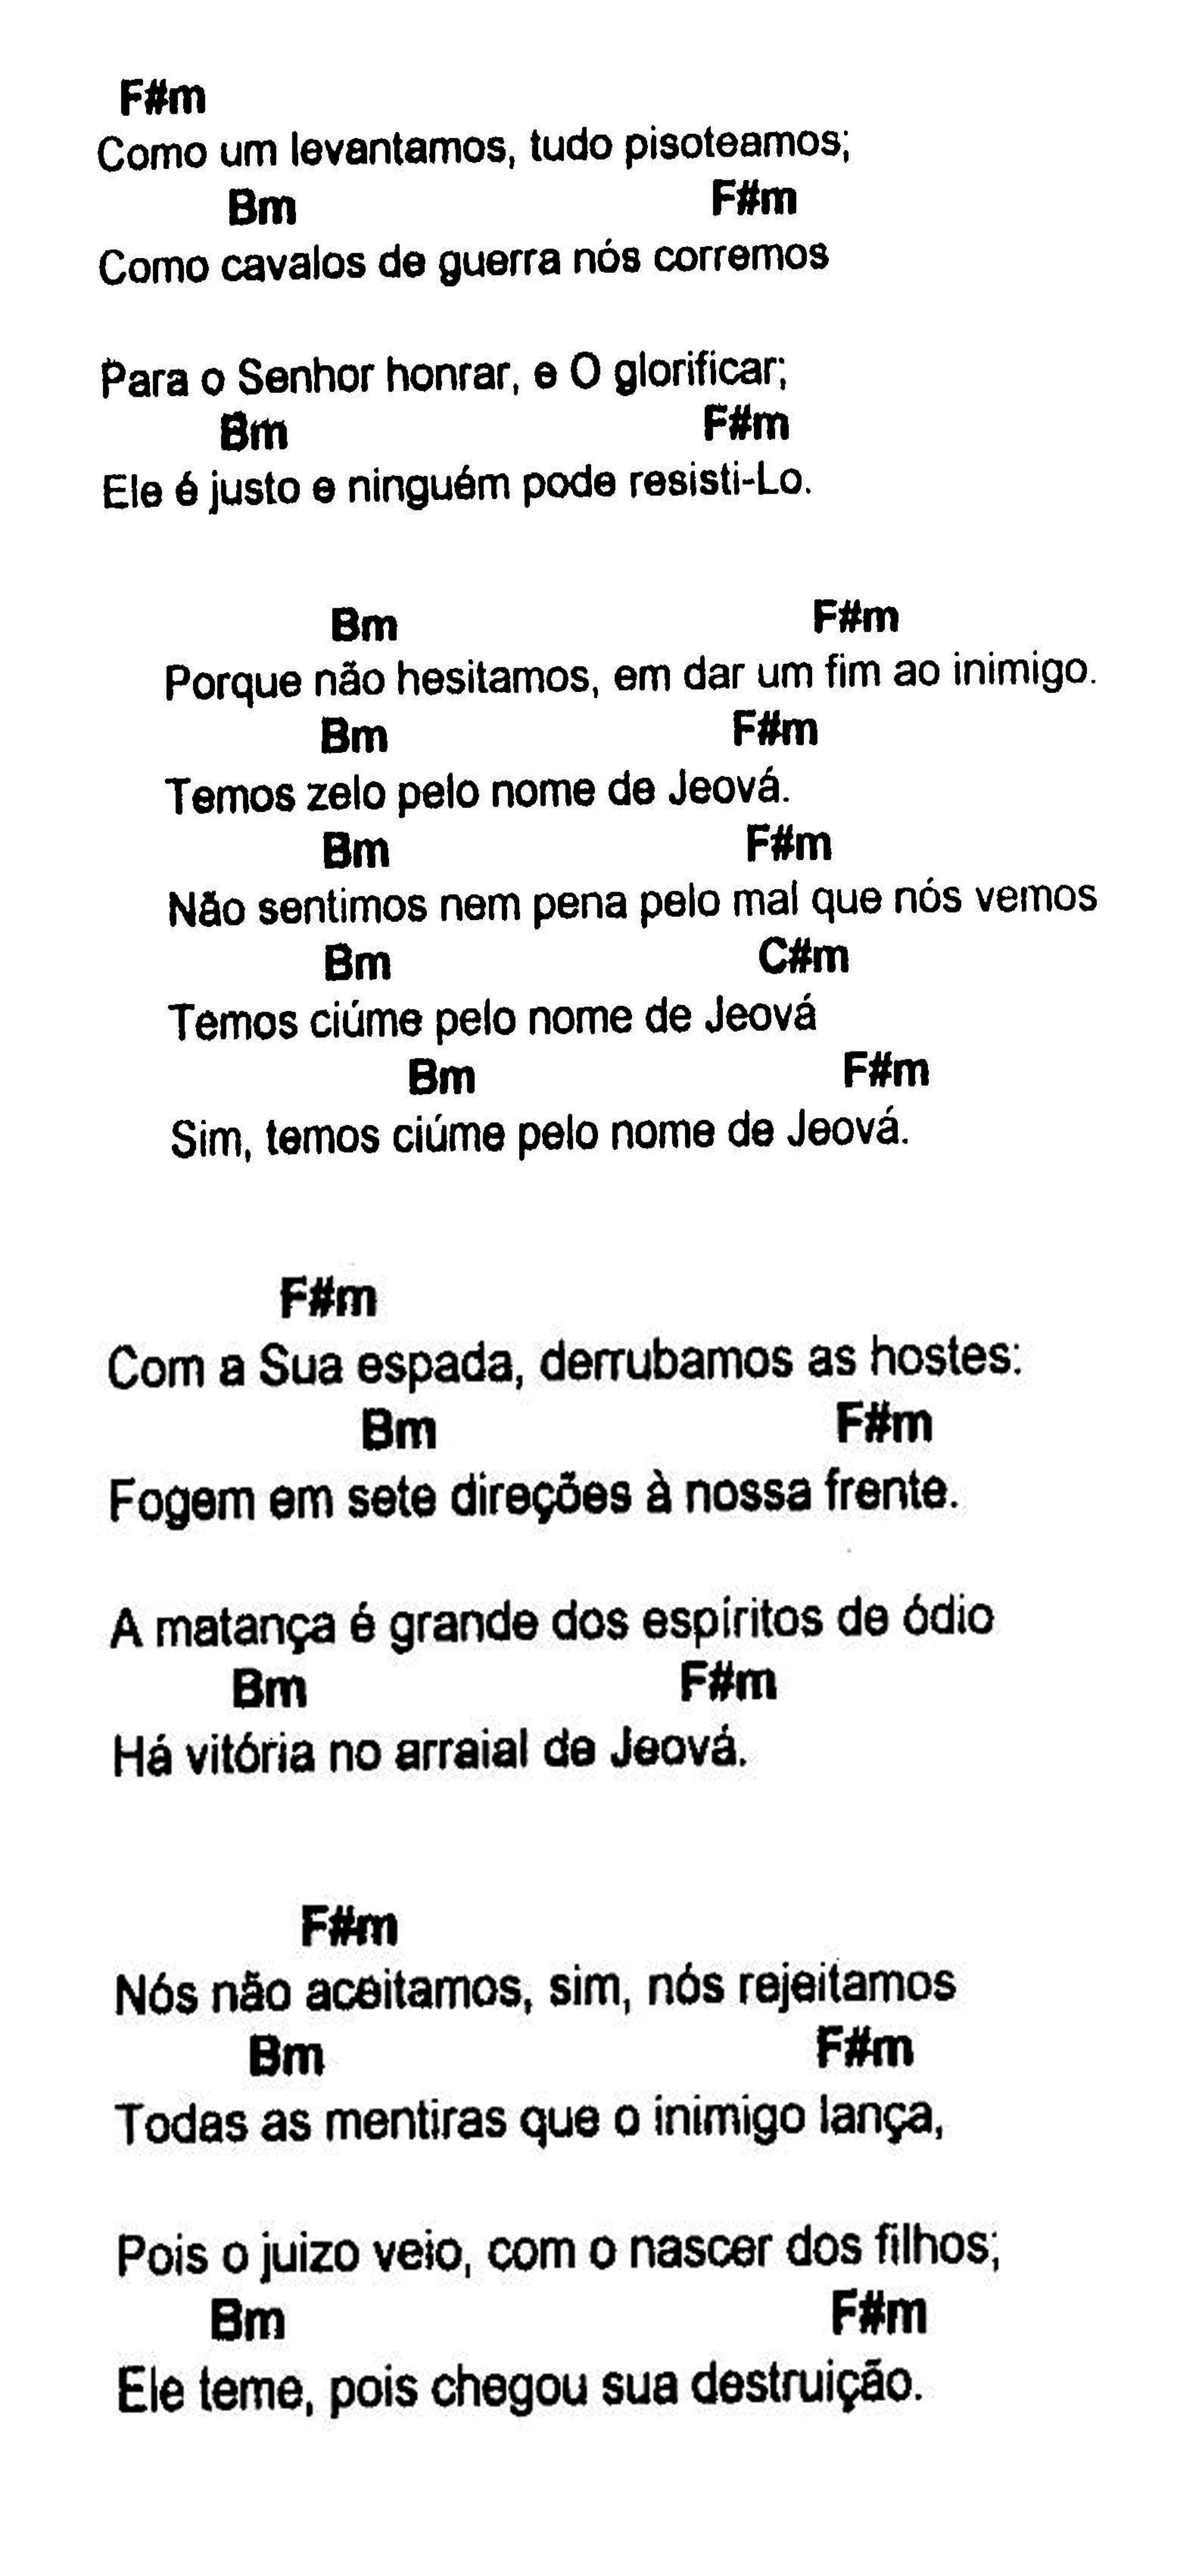 F#m
Como um levantamos, tudo pisoteamos;
Bm F#m
Como cavalos de guerra nós corremos
Para o Senhor honrar, e O glorificar;
Bm F#m
Ele é justo e ninguém pode resisti-Lo.
Bm F#m
Porque não hesitamos, em dar um fim ao inimigo.
Bm F#m
Temos zelo pelo nome de Jeová.
Bm F#m
Não sentimos nem pena pelo mal que nós vemos
Bm C#m
Temos ciúme pelo nome de Jeová
Bm F#m
Sim, temos ciúme pelo nome de Jeová.
F#m
Com a Sua espada, derrubamos as hostes:
Bm F#m
Fogem em sete direções à nossa frente.
A matança é grande dos espíritos de ódio
Bm F#m
Há vitória no arraial de Jeová.
F#m
Nós não aceitamos, sim, nós rejeitamos
Bm F#m
Todas as mentiras que o inimigo lança,
Pois o juizo veio, com o nascer dos filhos;
Bm F#m
Ele teme, pois chegou sua destruição.